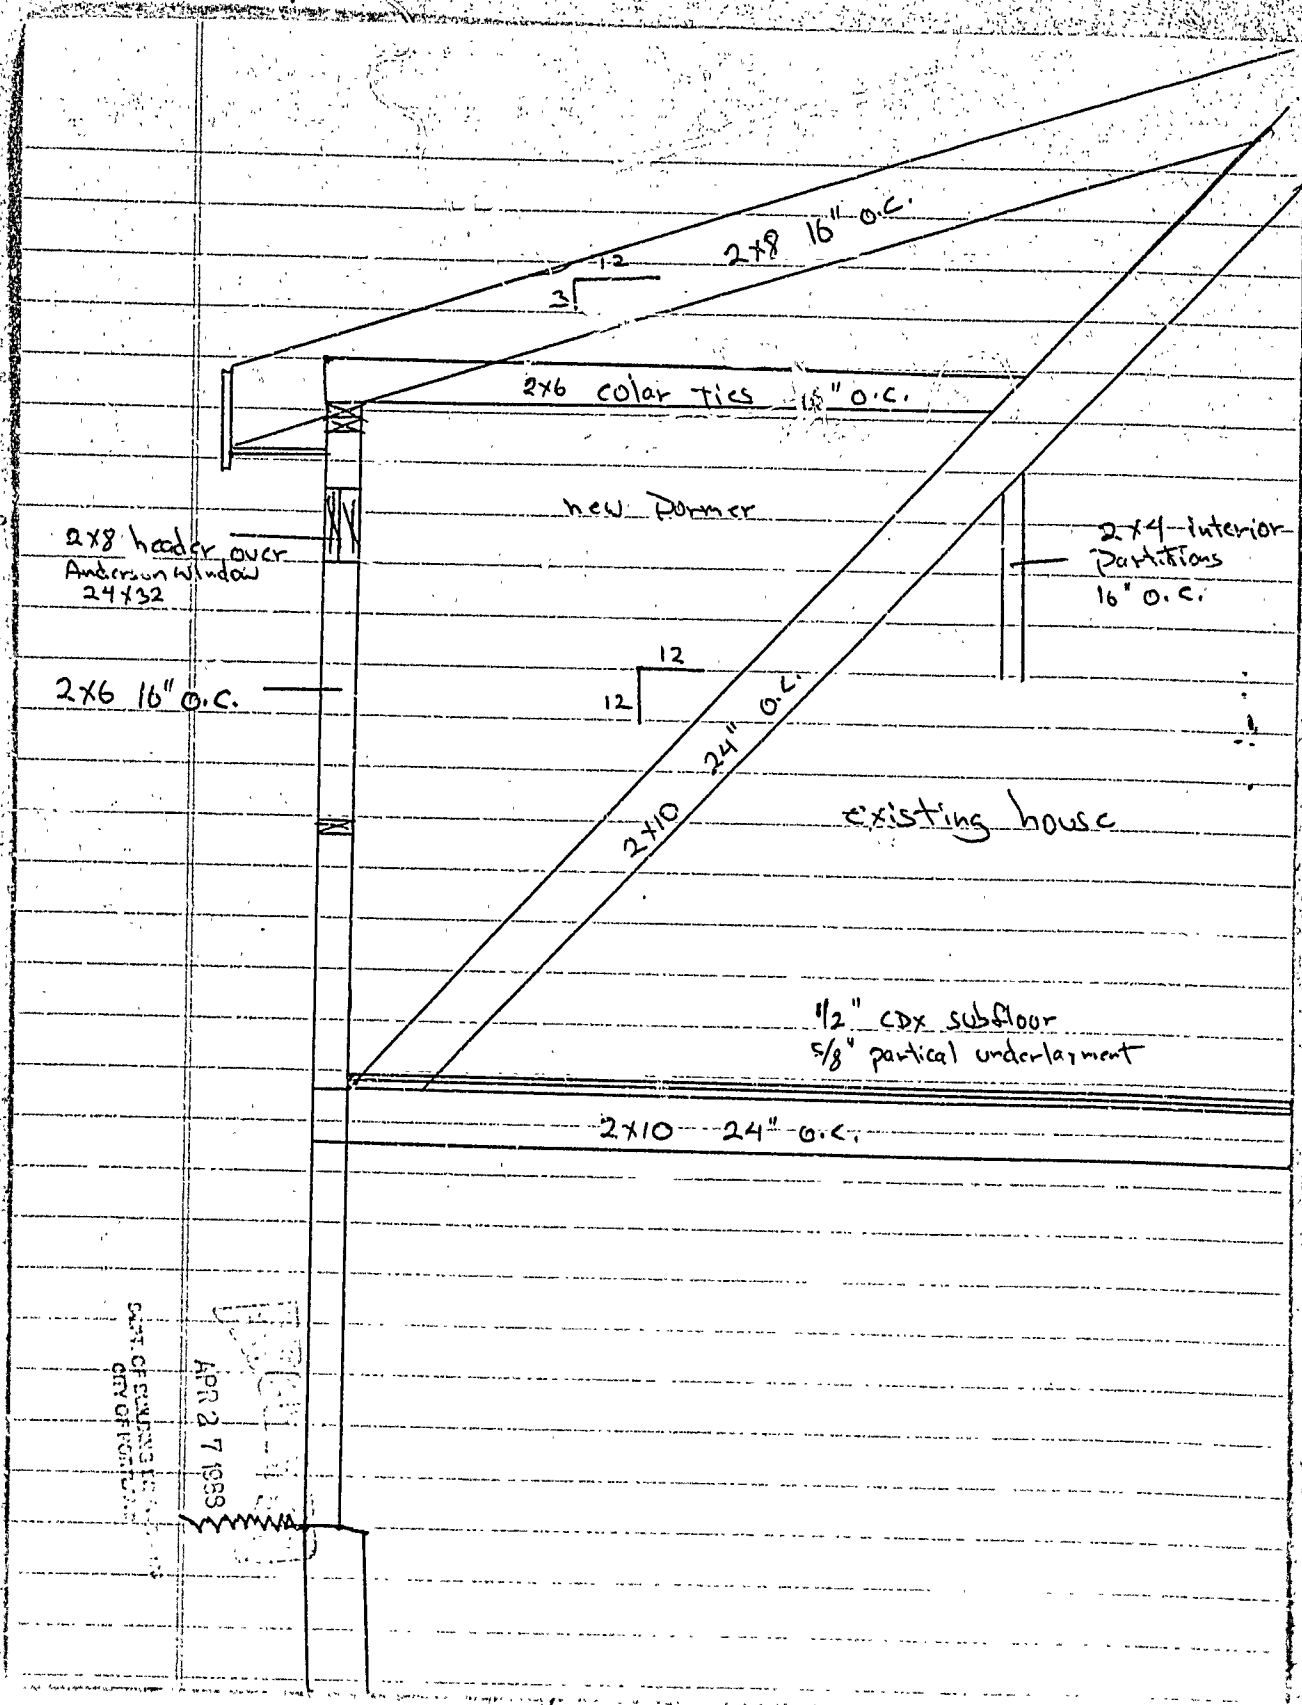 2x8 16" o.c.
12
3
2x6 colar ties 16" o.c.
new Dormer
2x8 header over
Anderson Window
24x32
2x4 interior
Partitions
16" o.c.
12
12
2x6 16" o.c.
2x10 24" o.c.
existing house
1/2" CDX subfloor
5/8" partical underlayment
2x10 24" o.c.
APR 27 1988
CITY OF